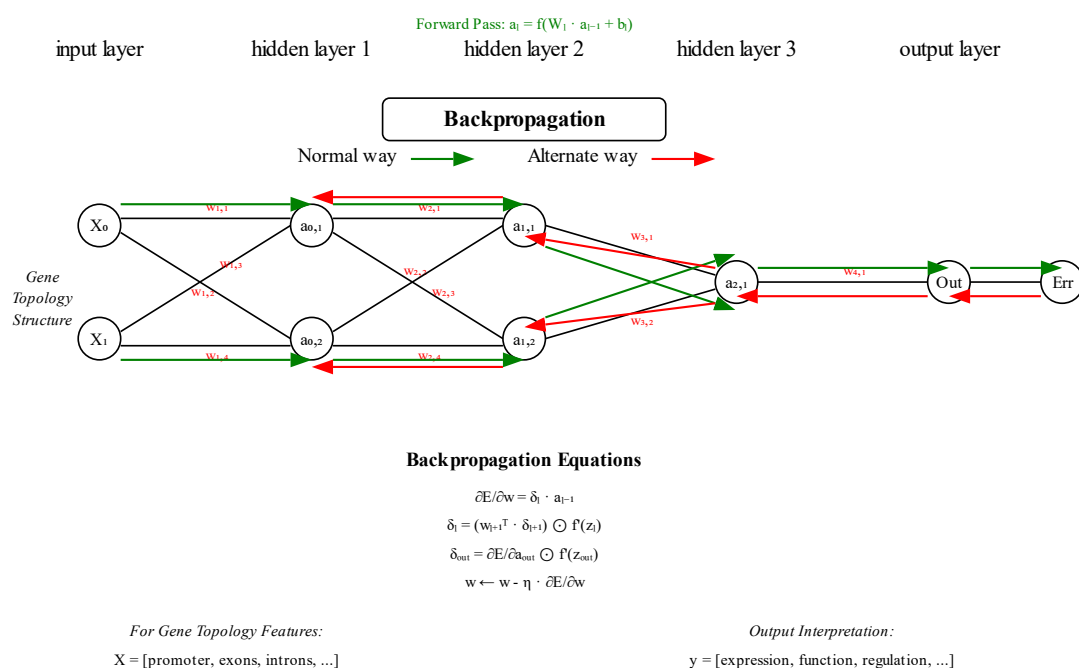 Forward Pass: aₗ = f(Wₗ · aₗ₋₁ + bₗ)
input layer hidden layer 1 hidden layer 2 hidden layer 3 output layer
Backpropagation
Normal way Alternate way
w₁,₁ w₂,₁
X₀ a₀,₁ a₁,₁ w₃,₁
w₁,₃ w₂,₂
Gene
Topology
Structure
w₁,₂ w₂,₃ a₂,₁ w₄,₁ Out Err
w₃,₂
X₁ a₀,₂ a₁,₂
w₁,₄ w₂,₄
Backpropagation Equations
∂E/∂w = δₗ · aₗ₋₁
δₗ = (wₗ₊₁ᵀ · δₗ₊₁) ⊙ f'(zₗ)
δₒᵤₜ = ∂E/∂aₒᵤₜ ⊙ f'(zₒᵤₜ)
w ← w - η · ∂E/∂w
For Gene Topology Features: Output Interpretation:
X = [promoter, exons, introns, ...] y = [expression, function, regulation, ...]